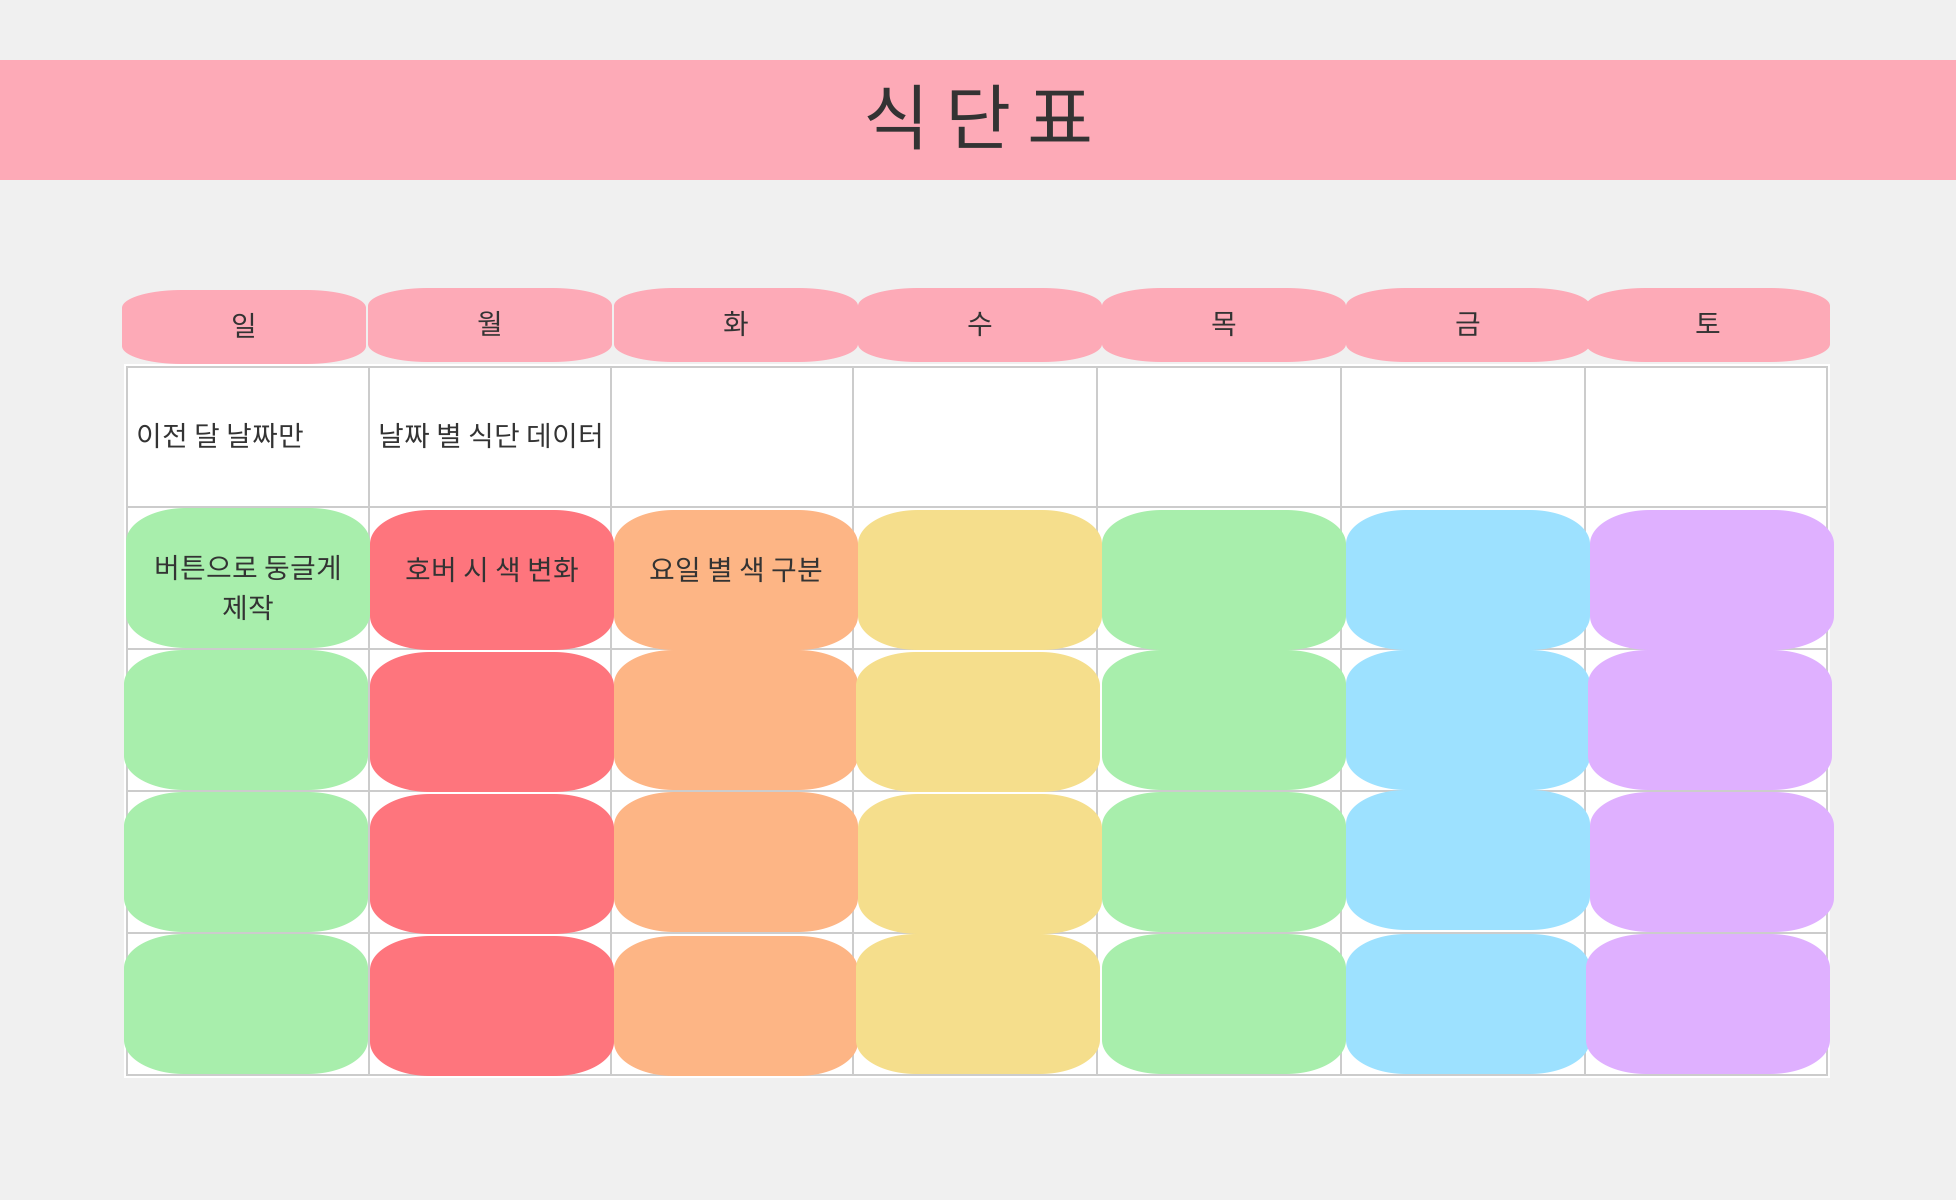 식단표
일 월 화 수 목 금 토
이전 달 날짜만
날짜 별 식단 데이터
버튼으로 둥글게
제작
호버 시 색 변화
요일 별 색 구분